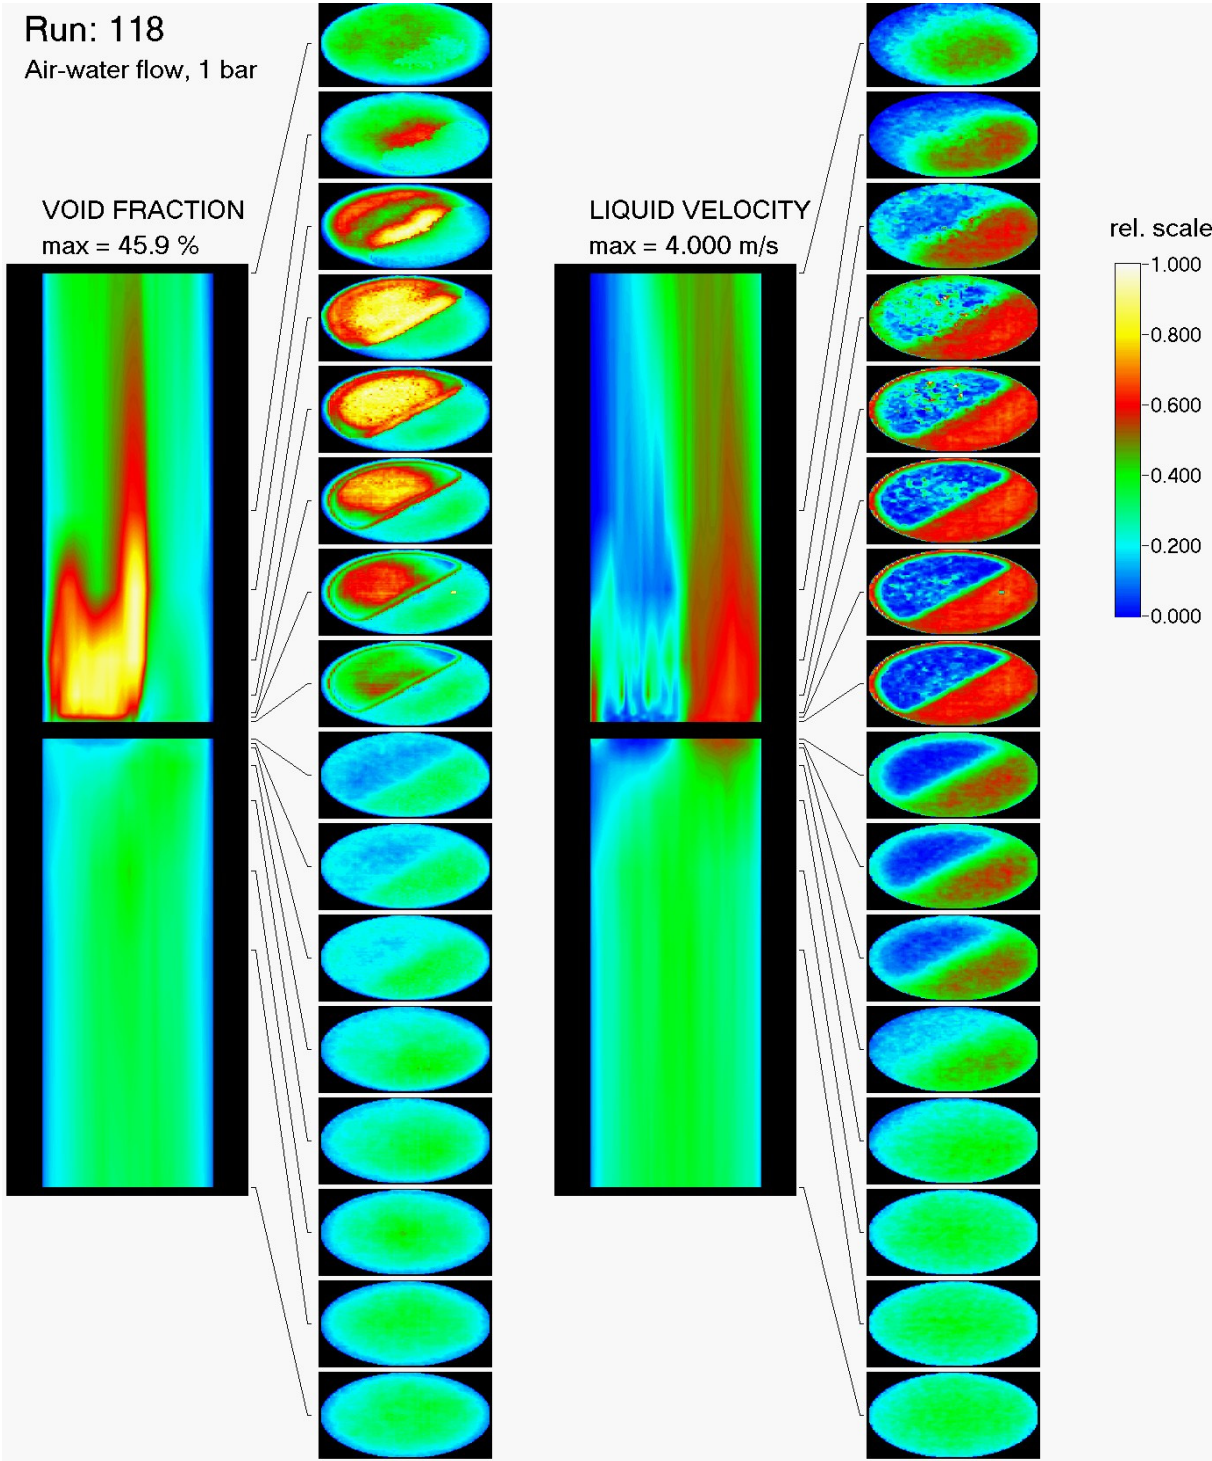 Run: 118
Air-water flow, 1 bar
VOID FRACTION
max = 45.9 %
LIQUID VELOCITY
max = 4.000 m/s
rel. scale
1.000
0.800
0.600
0.400
0.200
0.000